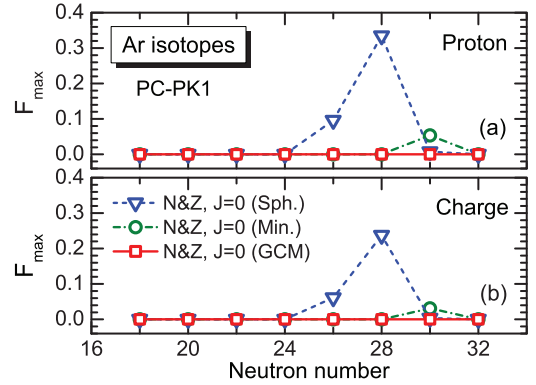 0.4
Ar isotopes
Proton
0.3
PC-PK1
F max
0.2
0.1
(a)
0.0
0.4
N&Z, J=0 (Sph.)
Charge
0.3
N&Z, J=0 (Min.)
F max
0.2
N&Z, J=0 (GCM)
0.1
(b)
0.0
16 20 24 28 32
Neutron number